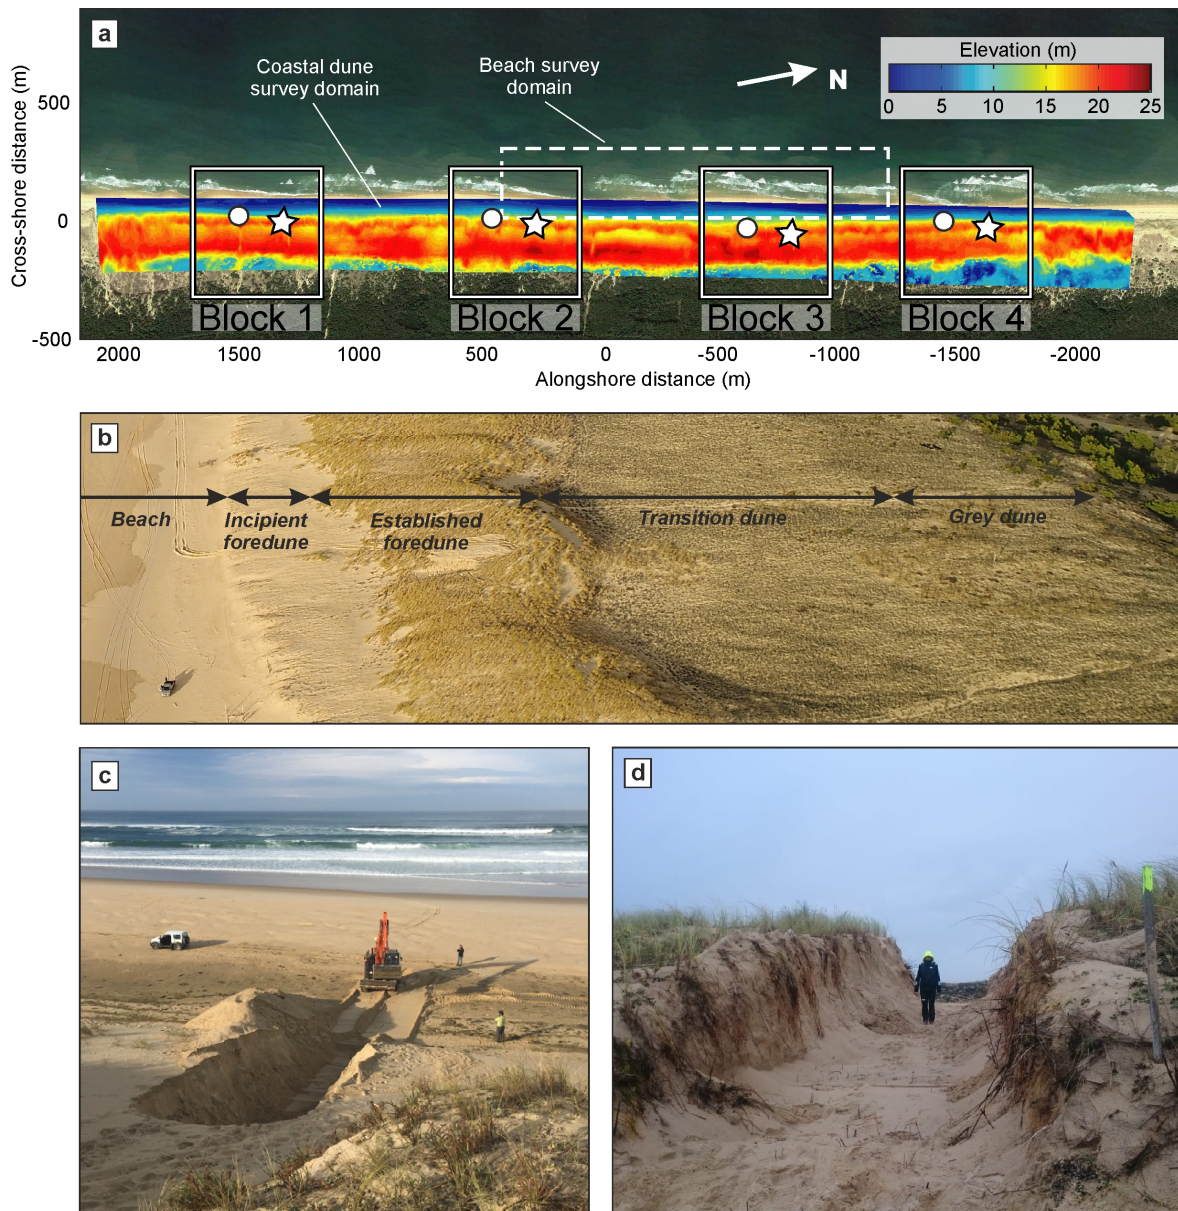 a
Coastal dune
survey domain
Beach survey
domain
N
Elevation (m)
0 5 10 15 20 25
Cross-shore distance (m)
500
0
-500
Block 1
Block 2
Block 3
Block 4
2000 1500 1000 500 0 -500 -1000 -1500 -2000
Alongshore distance (m)
b
Beach
Incipient
foredune
Established
foredune
Transition dune
Grey dune
c
d